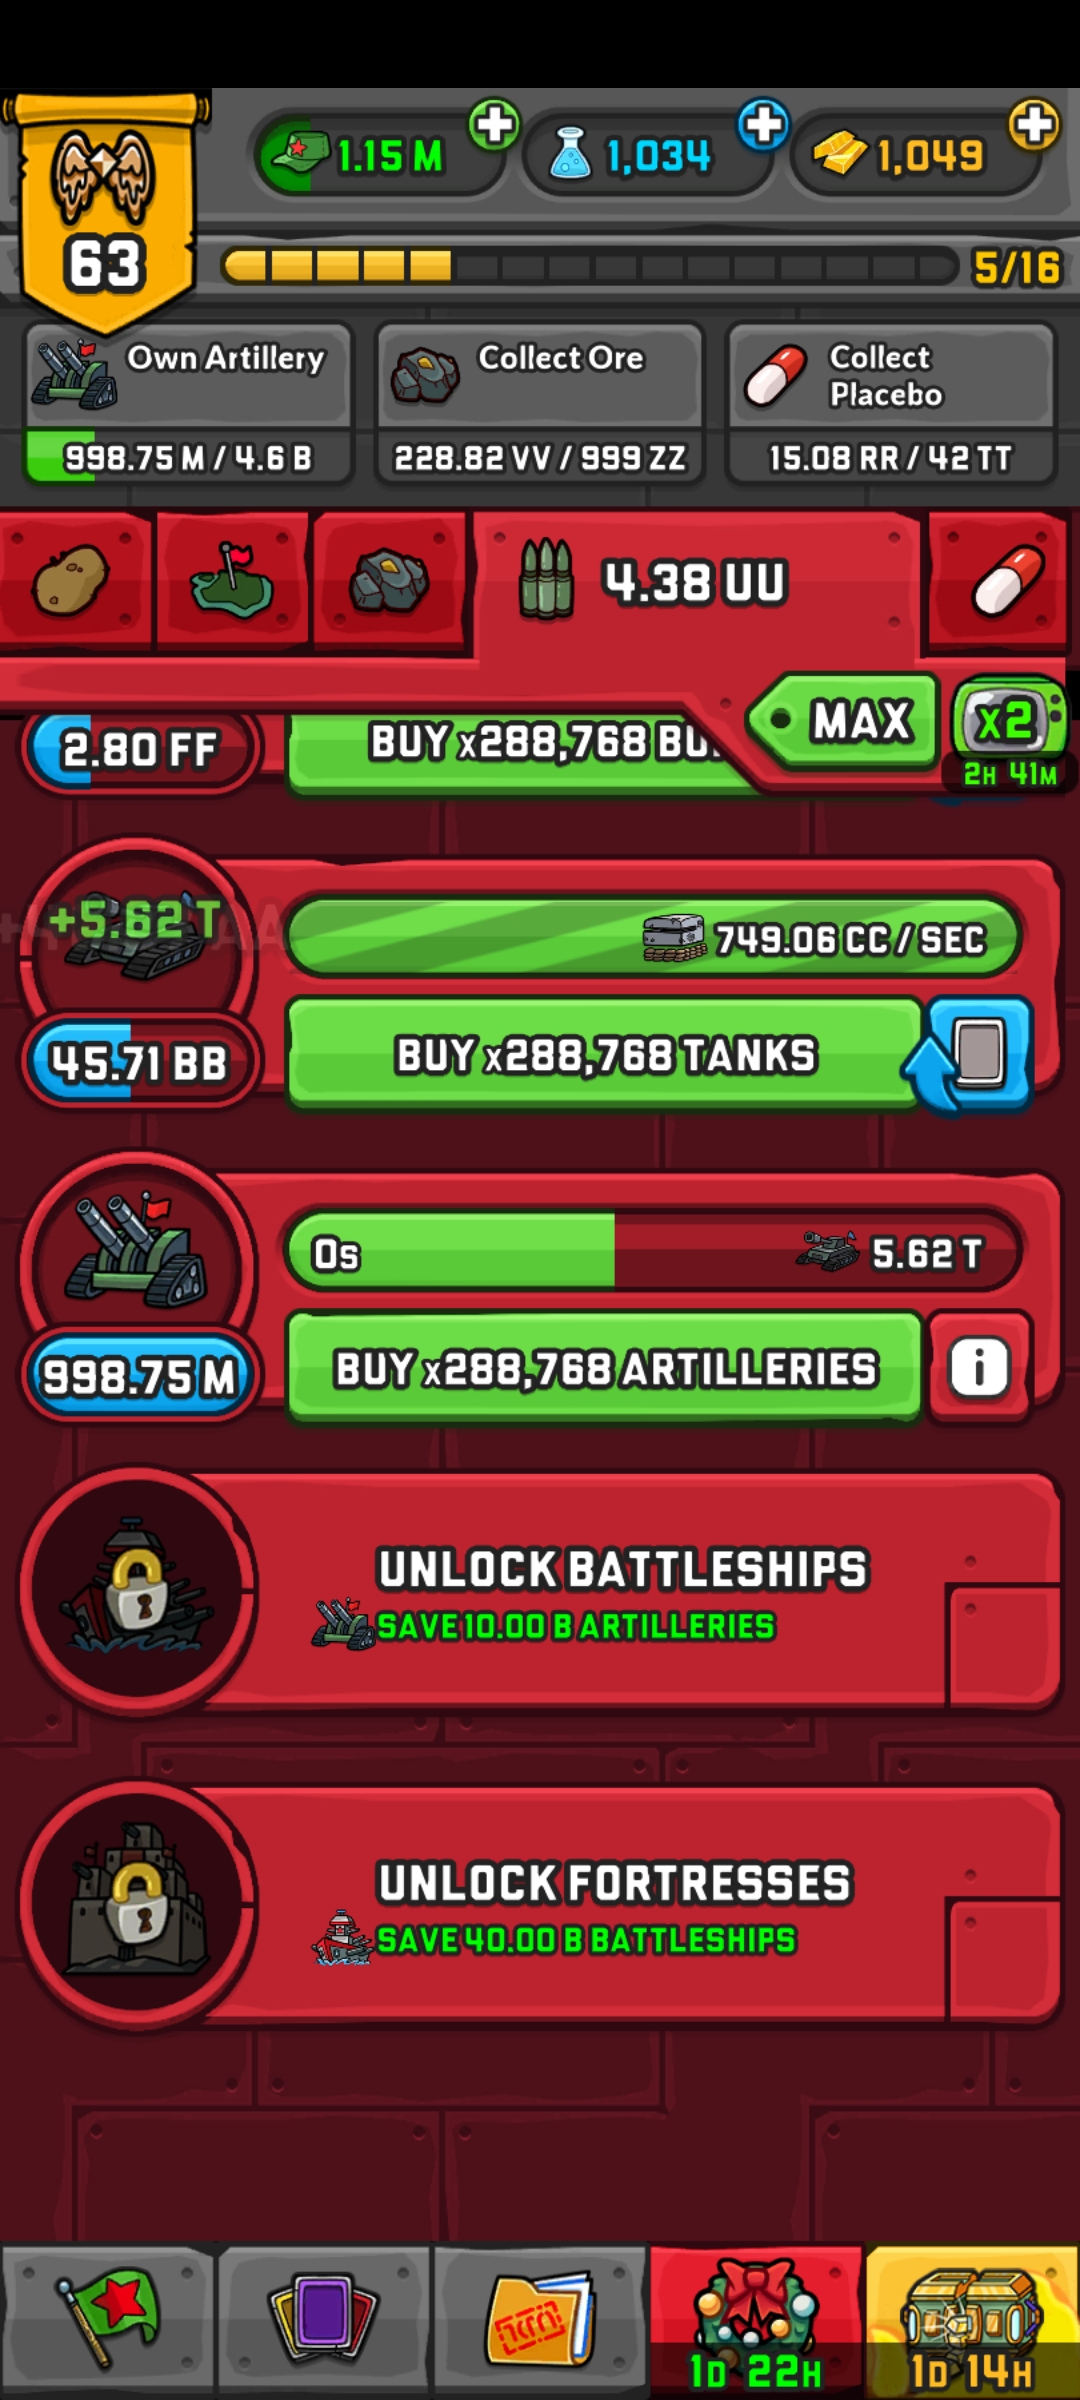 1.15 M
1,034
1,049
63
5/16
Own Artillery
998.75 M / 4.6 B
Collect Ore
228.82 VV / 999 ZZ
Collect
Placebo
15.08 RR / 42 TT
4.38 UU
MAX
x2
2H 41M
2.80 FF
BUY x288,768 BU
+5.62 T
749.06 CC / SEC
45.71 BB
BUY x288,768 TANKS
0s
5.62 T
998.75 M
BUY x288,768 ARTILLERIES
i
UNLOCK BATTLESHIPS
SAVE 10.00 B ARTILLERIES
UNLOCK FORTRESSES
SAVE 40.00 B BATTLESHIPS
1D 22H
1D 14H